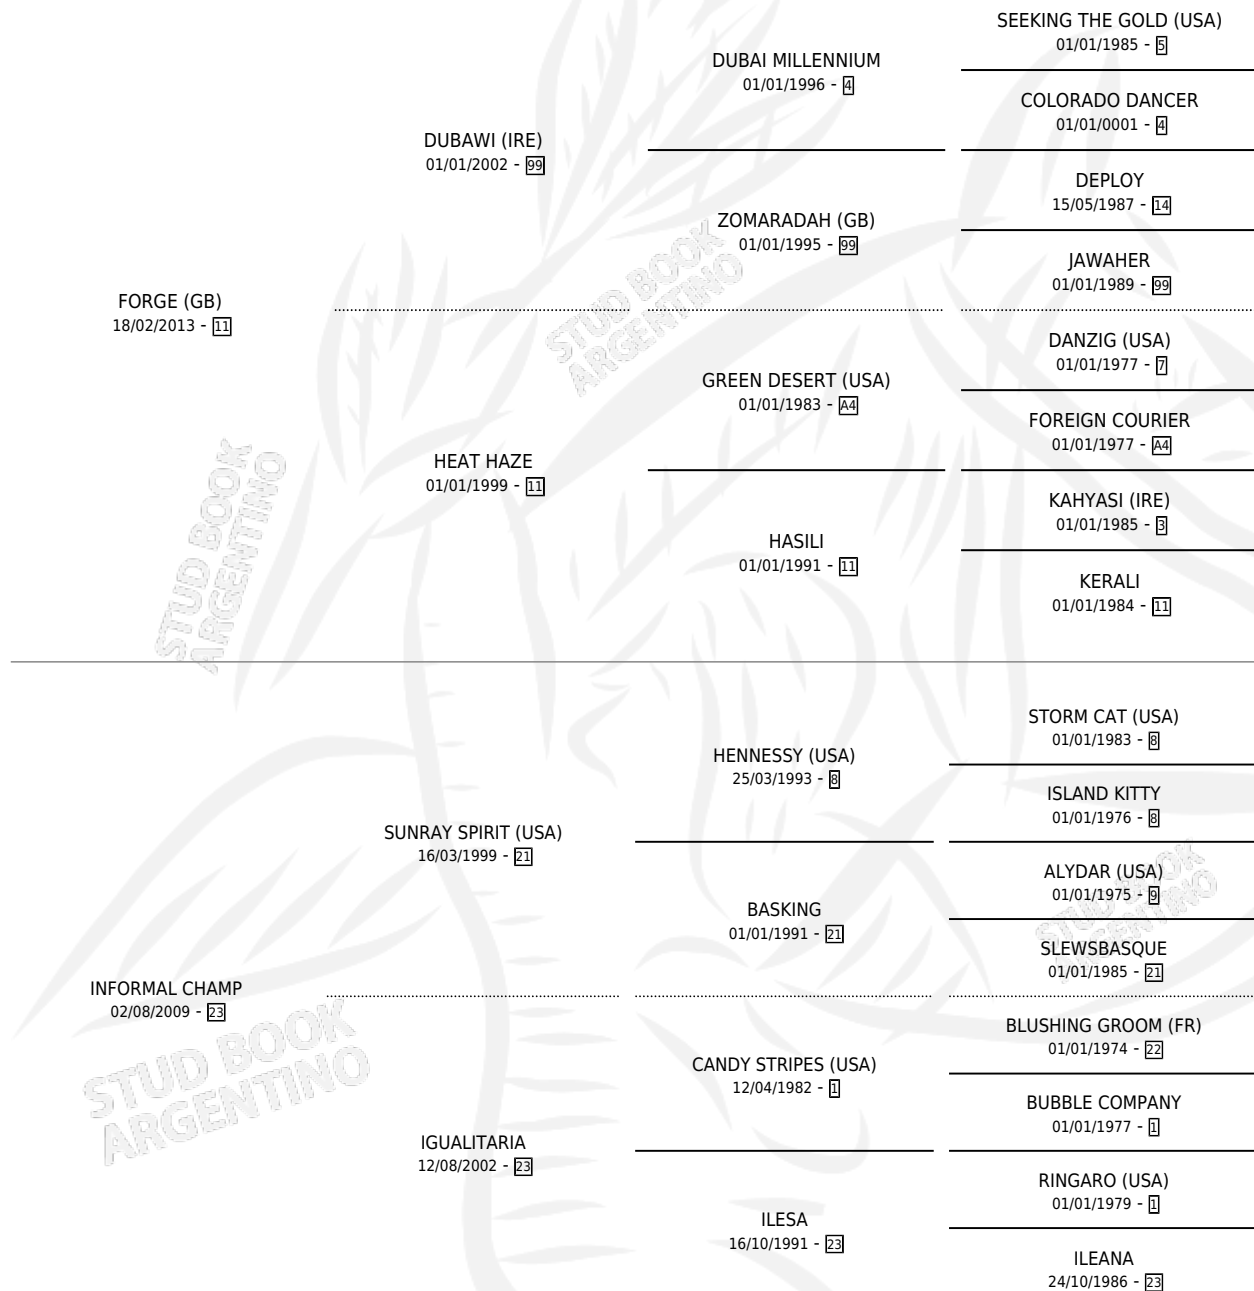 SEEKING THE GOLD (USA)
01/01/1985 - 5
DUBAI MILLENNIUM
01/01/1996 - 4
COLORADO DANCER
01/01/0001 - 4
DUBAWI (IRE)
01/01/2002 - 99
DEPLOY
15/05/1987 - 14
ZOMARADAH (GB)
01/01/1995 - 99
JAWAHER
01/01/1989 - 99
FORGE (GB)
18/02/2013 - 11
STUD BOOK
ARGENTINO
DANZIG (USA)
01/01/1977 - 7
GREEN DESERT (USA)
01/01/1983 - A4
FOREIGN COURIER
01/01/1977 - A4
HEAT HAZE
01/01/1999 - 11
KAHYASI (IRE)
01/01/1985 - 3
HASILI
01/01/1991 - 11
KERALI
01/01/1984 - 11
STUD BOOK
ARGENTINO
STORM CAT (USA)
01/01/1983 - 8
HENNESSY (USA)
25/03/1993 - 8
ISLAND KITTY
01/01/1976 - 8
SUNRAY SPIRIT (USA)
16/03/1999 - 21
ALYDAR (USA)
01/01/1975 - 9
BASKING
01/01/1991 - 21
STUD BOOK
ARGENTINO
SLEWSBASQUE
01/01/1985 - 21
INFORMAL CHAMP
02/08/2009 - 23
STUD BOOK
ARGENTINO
BLUSHING GROOM (FR)
01/01/1974 - 22
CANDY STRIPES (USA)
12/04/1982 - 1
BUBBLE COMPANY
01/01/1977 - 1
IGUALITARIA
12/08/2002 - 23
RINGARO (USA)
01/01/1979 - 1
ILESA
16/10/1991 - 23
ILEANA
24/10/1986 - 23